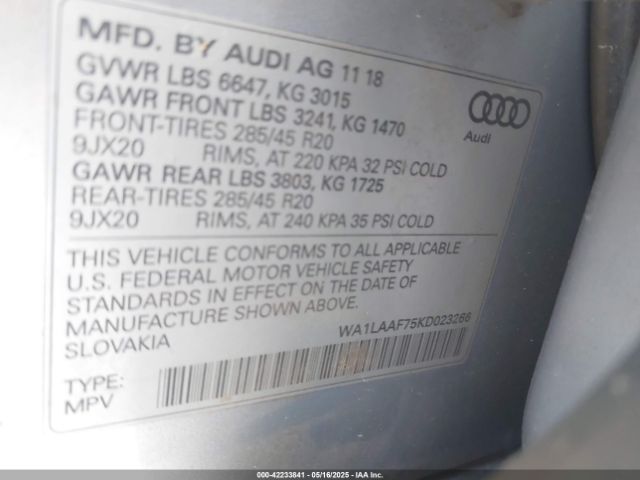 MFD. BY AUDI AG 11 18
GVWR LBS 6647, KG 3015
GAWR FRONT LBS 3241, KG 1470
FRONT-TIRES 285/45 R20
9JX20 RIMS, AT 220 KPA 32 PSI COLD
GAWR REAR LBS 3803, KG 1725
REAR-TIRES 285/45 R20
9JX20 RIMS, AT 240 KPA 35 PSI COLD
Audi
THIS VEHICLE CONFORMS TO ALL APPLICABLE
U.S. FEDERAL MOTOR VEHICLE SAFETY
STANDARDS IN EFFECT ON THE DATE OF
MANUFACTURE SHOWN ABOVE.
SLOVAKIA
WA1LAAF75KD023266
TYPE:
MPV
000-42233841 - 05/16/2025 - IAA Inc.